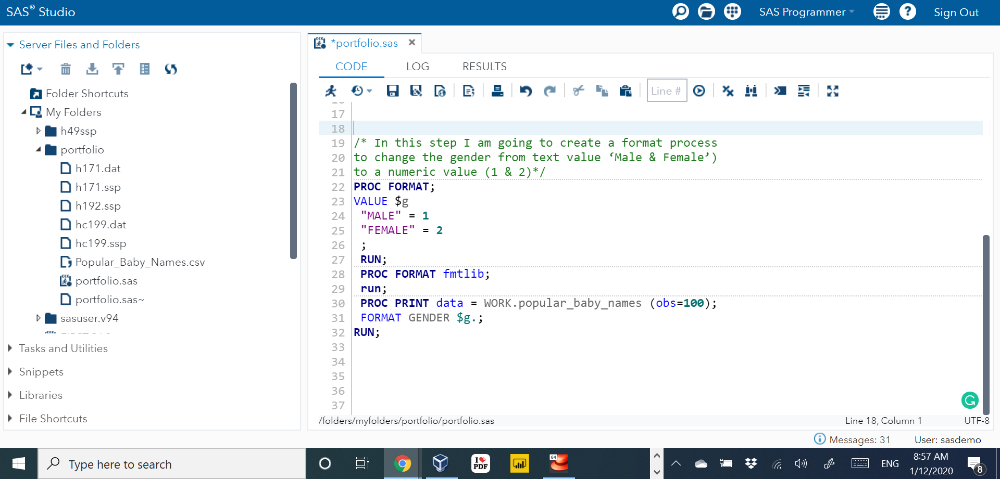 SAS® Studio
SAS Programmer
Sign Out
Server Files and Folders
Folder Shortcuts
My Folders
h49ssp
portfolio
h171.dat
h171.ssp
h192.ssp
hc199.dat
hc199.ssp
Popular_Baby_Names.csv
portfolio.sas
portfolio.sas~
sasuser.v94
Tasks and Utilities
Snippets
Libraries
File Shortcuts
*portfolio.sas
CODE LOG RESULTS
Line #
17
18
19 /* In this step I am going to create a format process
20 to change the gender from text value ‘Male & Female’)
21 to a numeric value (1 & 2)*/
22 PROC FORMAT;
23 VALUE $g
24 "MALE" = 1
25 "FEMALE" = 2
26 ;
27 RUN;
28 PROC FORMAT fmtlib;
29 run;
30 PROC PRINT data = WORK.popular_baby_names (obs=100);
31 FORMAT GENDER $g.;
32 RUN;
33
34
35
36
37
/folders/myfolders/portfolio/portfolio.sas
Line 18, Column 1
UTF-8
Messages: 31
User: sasdemo
Type here to search
I PDF
64
ENG
8:57 AM
1/12/2020
8